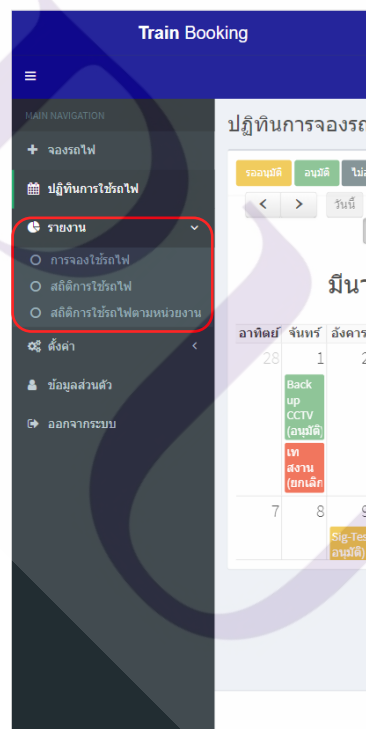 Train Booking
MAIN NAVIGATION
จองรถไฟ
ปฏิทินการใช้รถไฟ
รายงาน
การจองใช้รถไฟ
สถิติการใช้รถไฟ
สถิติการใช้รถไฟตามหน่วยงาน
ตั้งค่า
ข้อมูลส่วนตัว
ออกจากระบบ
ปฏิทินการจองรถ
รออนุมัติ อนุมัติ
วันนี้
อาทิตย์ จันทร์ อังคาร
28 1 2
Back
up
CCTV
(อนุมัติ)
เท
สงาน
(ยกเลิก
7 8 9
Sig-Tes
อนุมัติ)